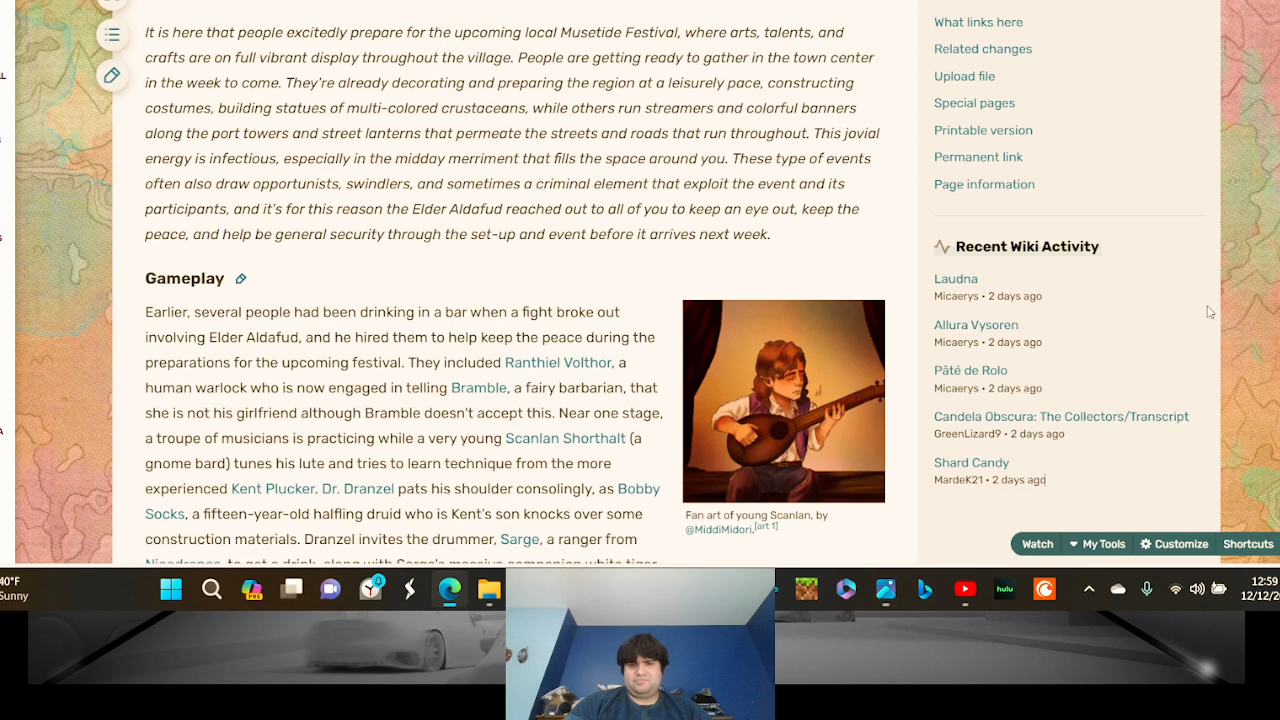 It is here that people excitedly prepare for the upcoming local Musetide Festival, where arts, talents, and
crafts are on full vibrant display throughout the village. People are getting ready to gather in the town center
in the week to come. They're already decorating and preparing the region at a leisurely pace, constructing
costumes, building statues of multi-colored crustaceans, while others run streamers and colorful banners
along the port towers and street lanterns that permeate the streets and roads that run throughout. This jovial
energy is infectious, especially in the midday merriment that fills the space around you. These type of events
often also draw opportunists, swindlers, and sometimes a criminal element that exploit the event and its
participants, and it's for this reason the Elder Aldafud reached out to all of you to keep an eye out, keep the
peace, and help be general security through the set-up and event before it arrives next week.
Gameplay
Earlier, several people had been drinking in a bar when a fight broke out
involving Elder Aldafud, and he hired them to help keep the peace during the
preparations for the upcoming festival. They included Ranthiel Volthor, a
human warlock who is now engaged in telling Bramble, a fairy barbarian, that
she is not his girlfriend although Bramble doesn't accept this. Near one stage,
a troupe of musicians is practicing while a very young Scanlan Shorthalt (a
gnome bard) tunes his lute and tries to learn technique from the more
experienced Kent Plucker. Dr. Dranzel pats his shoulder consolingly, as Bobby
Socks, a fifteen-year-old halfling druid who is Kent's son knocks over some
construction materials. Dranzel invites the drummer, Sarge, a ranger from
Fan art of young Scanlan, by
@MiddiMidori.[art 1]
What links here
Related changes
Upload file
Special pages
Printable version
Permanent link
Page information
Recent Wiki Activity
Laudna
Micaerys • 2 days ago
Allura Vysoren
Micaerys • 2 days ago
Pâté de Rolo
Micaerys • 2 days ago
Candela Obscura: The Collectors/Transcript
GreenLizard9 • 2 days ago
Shard Candy
MardeK21 • 2 days ago
Watch My Tools Customize Shortcuts
40°F
Sunny
PRE
hulu
12:59
12/12/